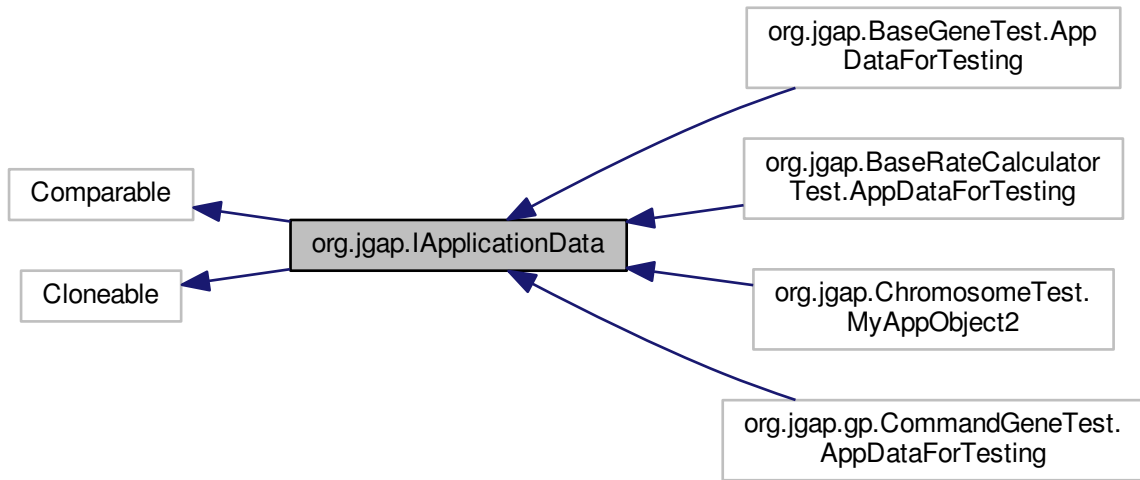 Comparable
Cloneable
org.jgap.IApplicationData
org.jgap.BaseGeneTest.App
DataForTesting
org.jgap.BaseRateCalculator
Test.AppDataForTesting
org.jgap.ChromosomeTest.
MyAppObject2
org.jgap.gp.CommandGeneTest.
AppDataForTesting